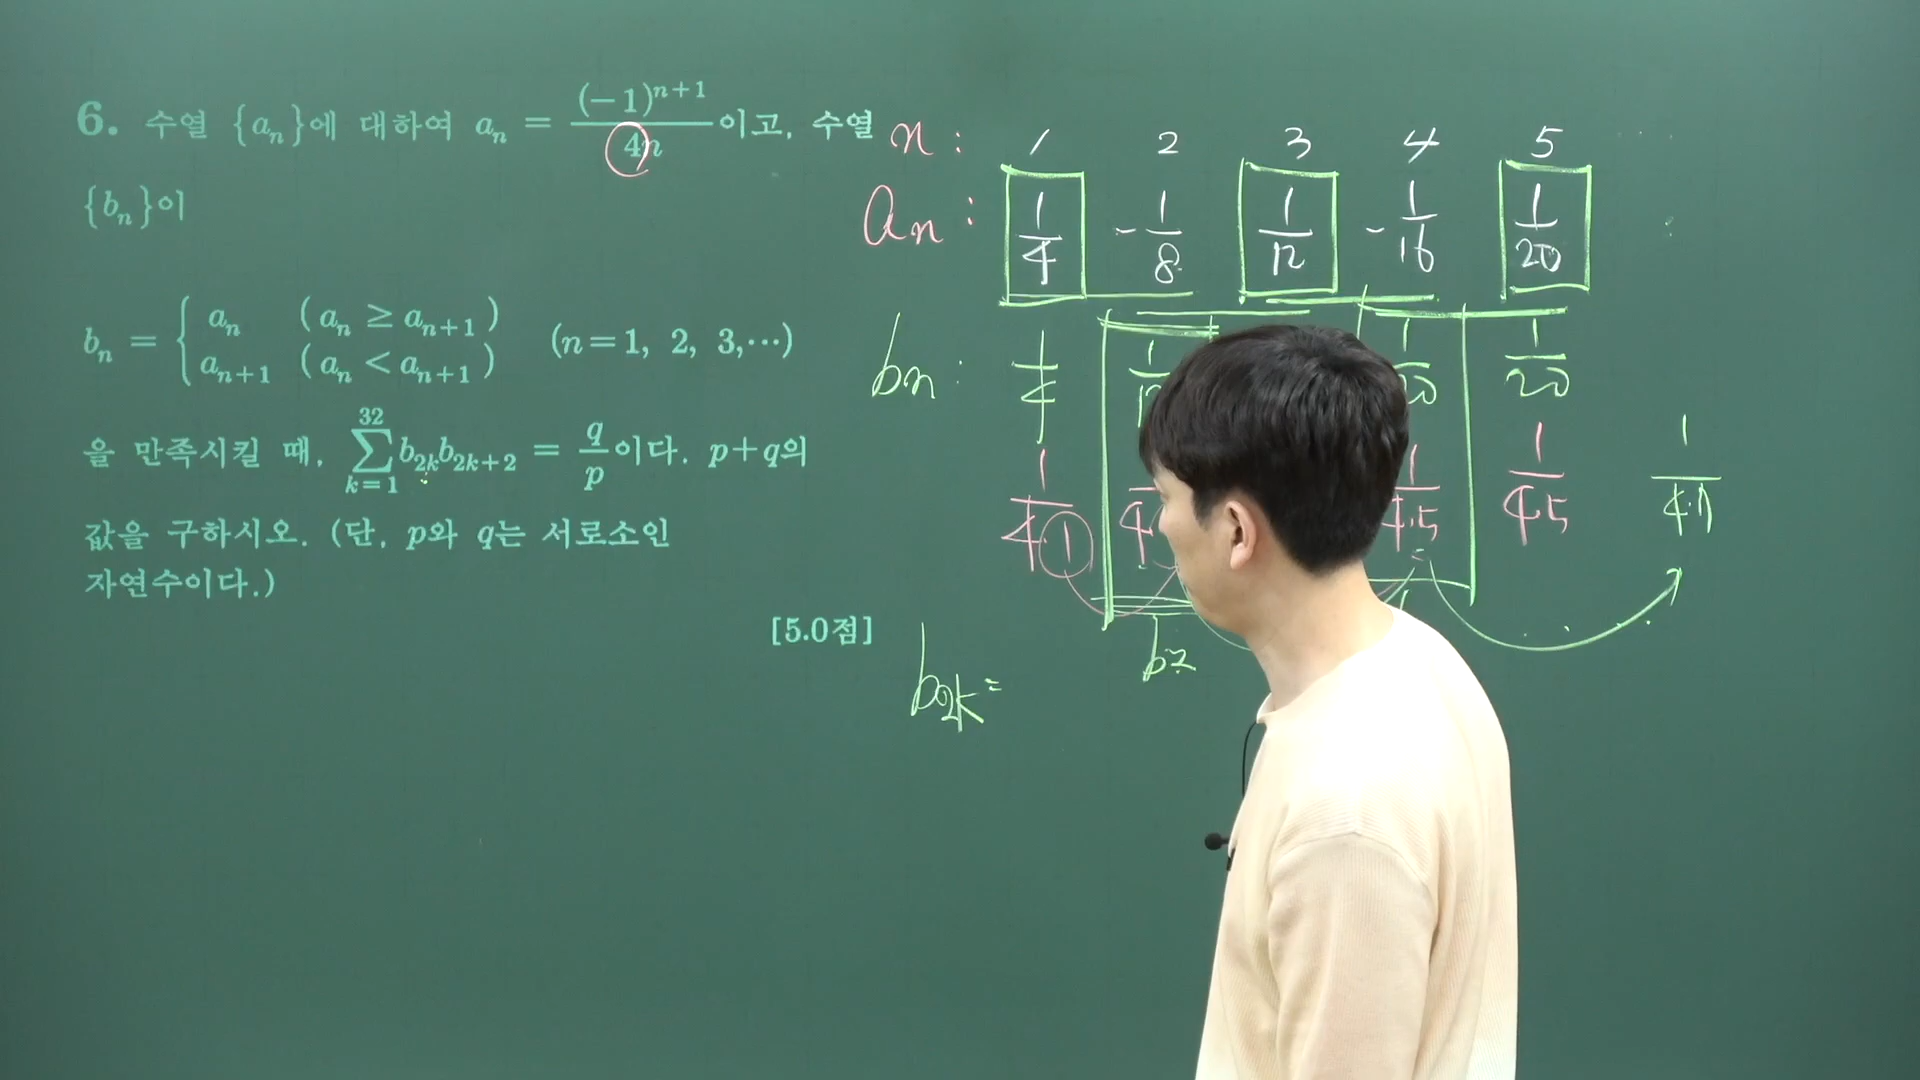 6. 수열 {aₙ}에 대하여 aₙ = (-1)ⁿ⁺¹/4n 이고, 수열
{bₙ}이
bₙ = { aₙ (aₙ ≥ aₙ₊₁)
aₙ₊₁ (aₙ < aₙ₊₁) (n=1, 2, 3,⋯)
을 만족시킬 때, ∑_{k=1}^{32} b₂ₖb₂ₖ₊₂ = q/p 이다. p+q의
값을 구하시오. (단, p와 q는 서로소인
자연수이다.)
[5.0점]
n : 1 2 3 4 5 ⋯
aₙ : 1/4 -1/8 1/12 -1/16 1/20
bn : 1/4 1/20
1/4·1 1/4·5 1/4·5 1/4·7
b2
b2k =